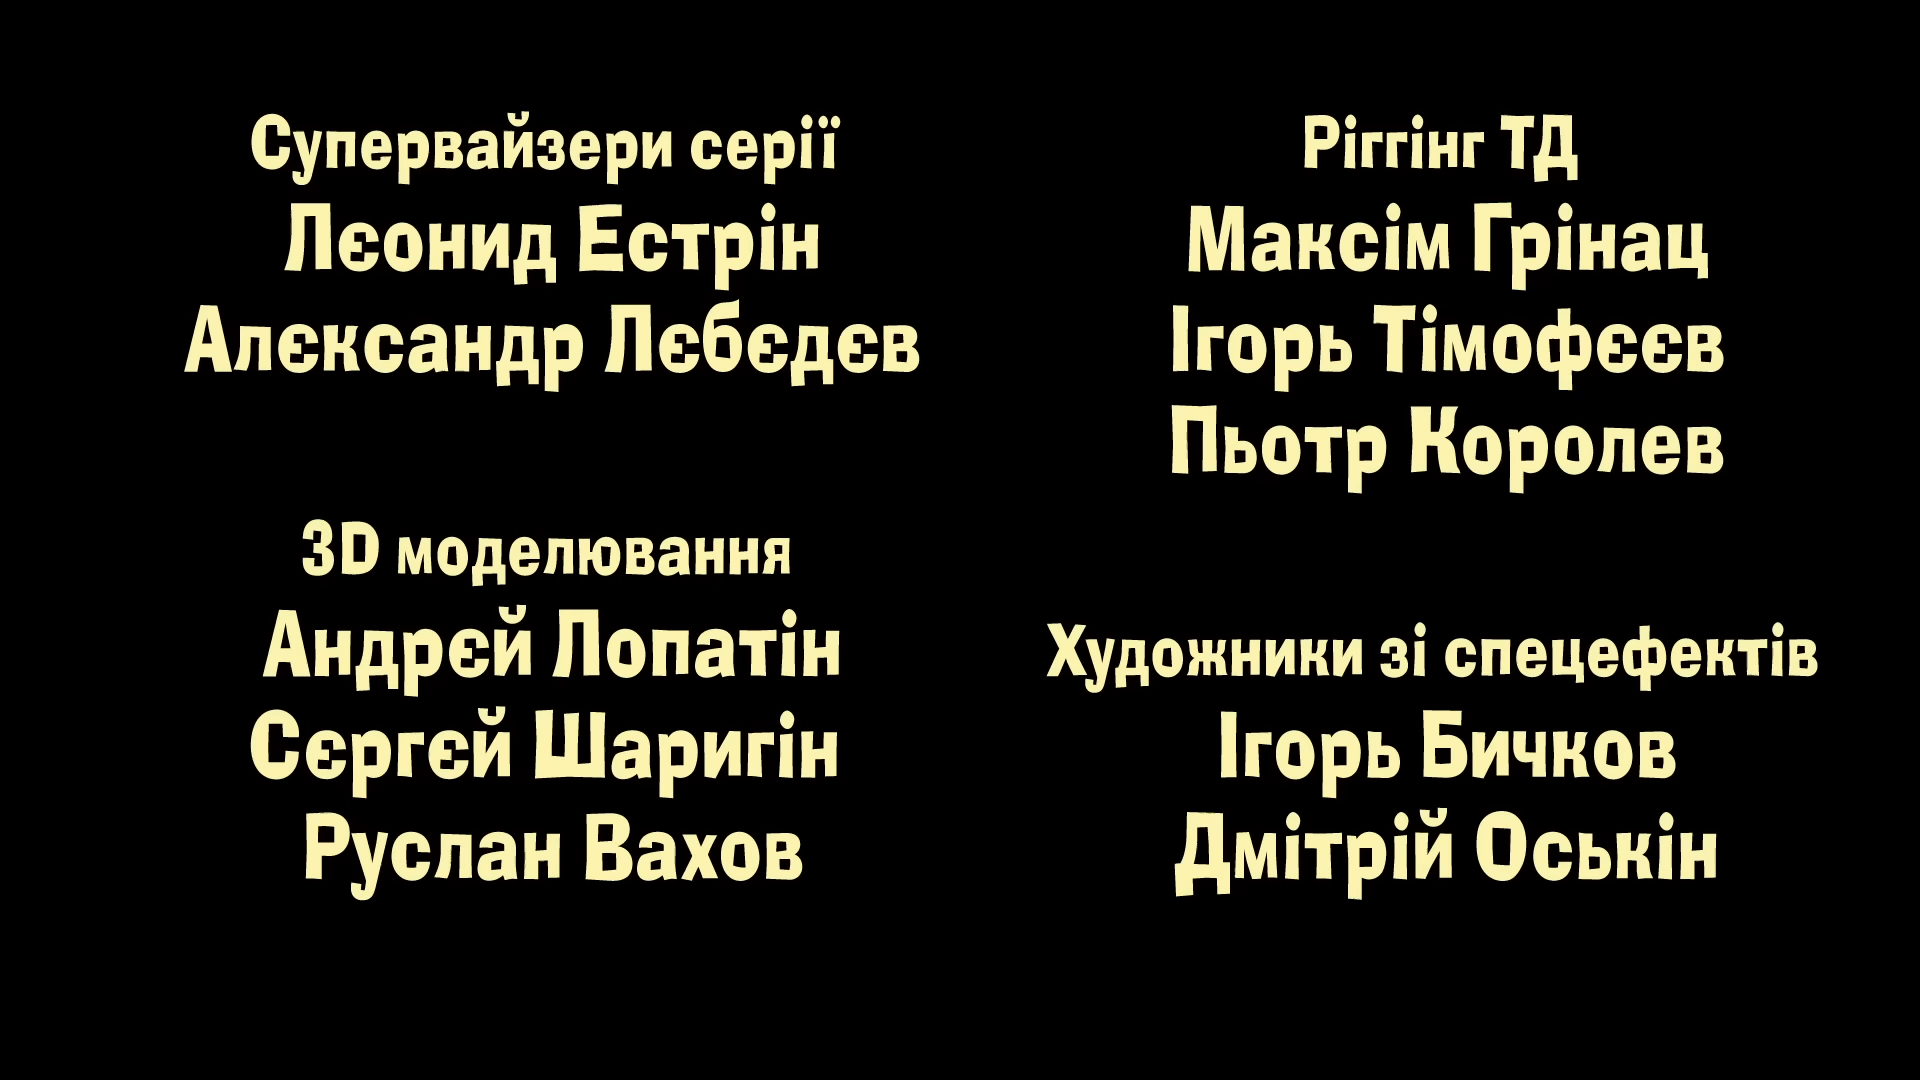 Супервайзери серії
Лєонид Естрін
Алєксандр Лєбєдєв
3D моделювання
Андрєй Лопатін
Сєргєй Шаригін
Руслан Вахов
Ріггінг ТД
Максім Грінац
Ігорь Тімофєєв
Пьотр Королев
Художники зі спецефектів
Ігорь Бичков
Дмітрій Оськін